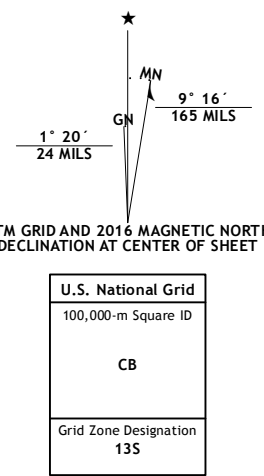 ★
MN
GN
9° 16´
165 MILS
1° 20´
24 MILS
TM GRID AND 2016 MAGNETIC NORTH
DECLINATION AT CENTER OF SHEET
U.S. National Grid
100,000-m Square ID
CB
Grid Zone Designation
13S